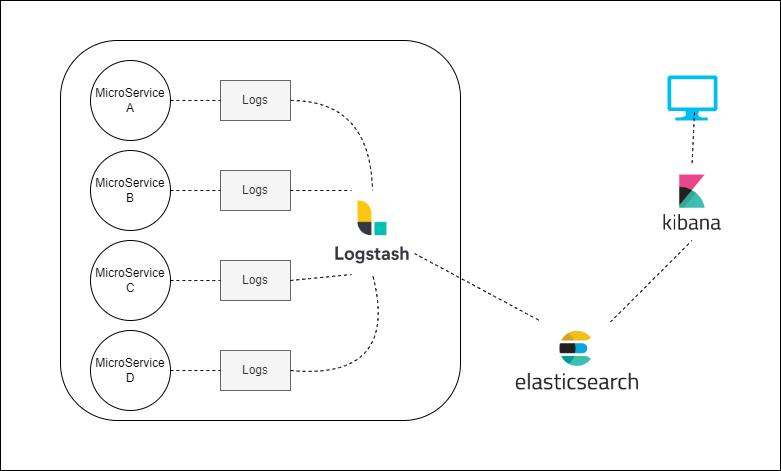 MicroService
A
Logs
MicroService
B
Logs
MicroService
C
Logs
MicroService
D
Logs
Logstash
elasticsearch
kibana